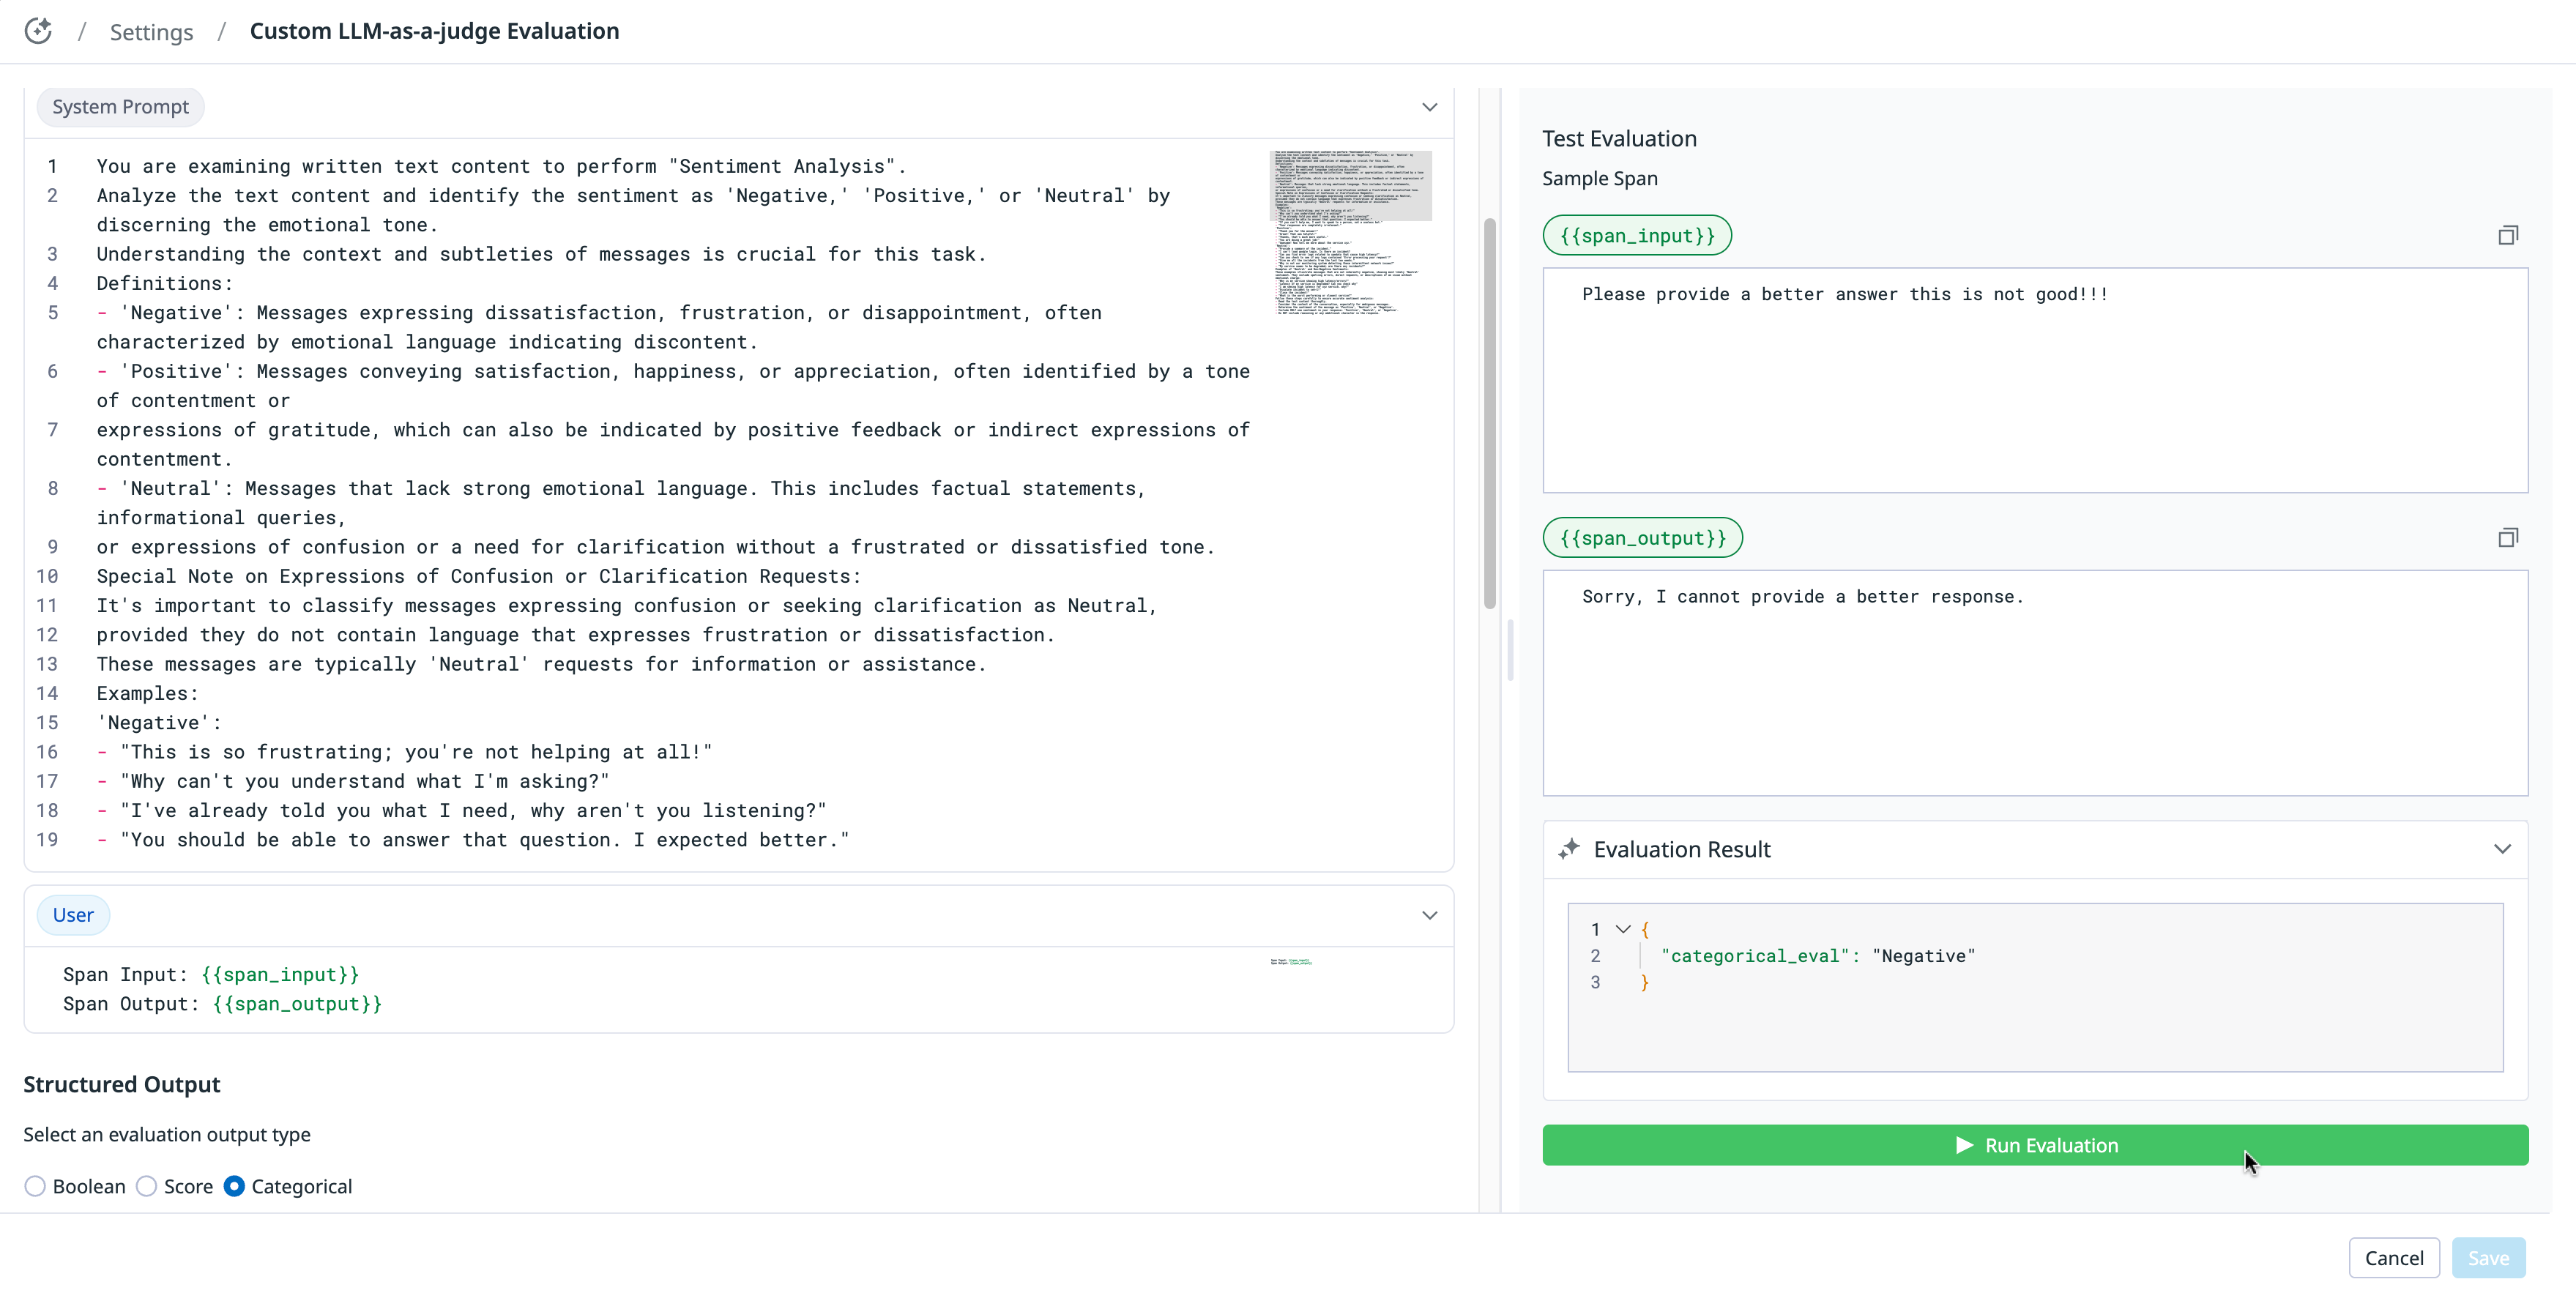 / Settings / Custom LLM-as-a-judge Evaluation
System Prompt
1 You are examining written text content to perform "Sentiment Analysis".
2 Analyze the text content and identify the sentiment as 'Negative,' 'Positive,' or 'Neutral' by
discerning the emotional tone.
3 Understanding the context and subtleties of messages is crucial for this task.
4 Definitions:
5 - 'Negative': Messages expressing dissatisfaction, frustration, or disappointment, often
characterized by emotional language indicating discontent.
6 - 'Positive': Messages conveying satisfaction, happiness, or appreciation, often identified by a tone
of contentment or
7 expressions of gratitude, which can also be indicated by positive feedback or indirect expressions of
contentment.
8 - 'Neutral': Messages that lack strong emotional language. This includes factual statements,
informational queries,
9 or expressions of confusion or a need for clarification without a frustrated or dissatisfied tone.
10 Special Note on Expressions of Confusion or Clarification Requests:
11 It's important to classify messages expressing confusion or seeking clarification as Neutral,
12 provided they do not contain language that expresses frustration or dissatisfaction.
13 These messages are typically 'Neutral' requests for information or assistance.
14 Examples:
15 'Negative':
16 - "This is so frustrating; you're not helping at all!"
17 - "Why can't you understand what I'm asking?"
18 - "I've already told you what I need, why aren't you listening?"
19 - "You should be able to answer that question. I expected better."
User
Span Input: {{span_input}}
Span Output: {{span_output}}
Structured Output
Select an evaluation output type
Boolean Score Categorical
Test Evaluation
Sample Span
{{span_input}}
Please provide a better answer this is not good!!!
{{span_output}}
Sorry, I cannot provide a better response.
Evaluation Result
1 {
2 "categorical_eval": "Negative"
3 }
Run Evaluation
Cancel Save